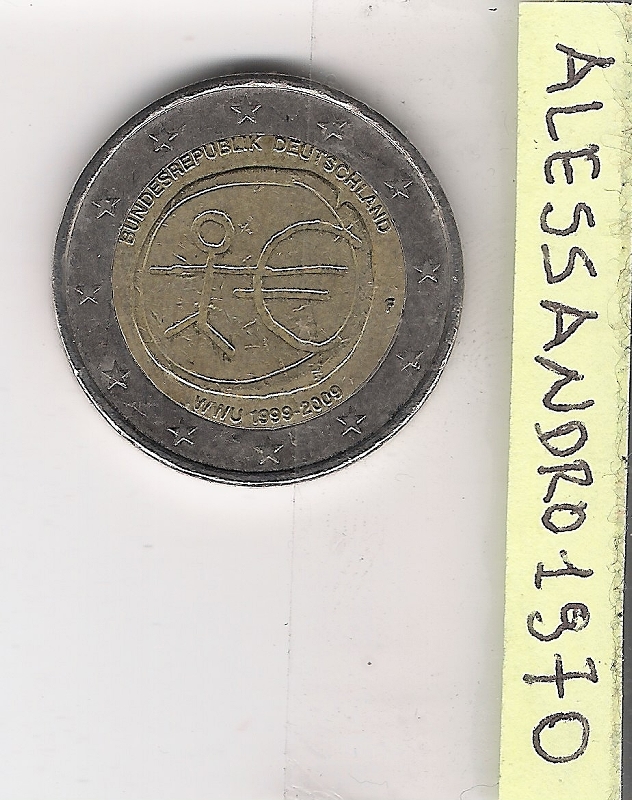 BUNDESREPUBLIK DEUTSCHLAND
F
WWU 1999-2009
ALESSANDRO1970